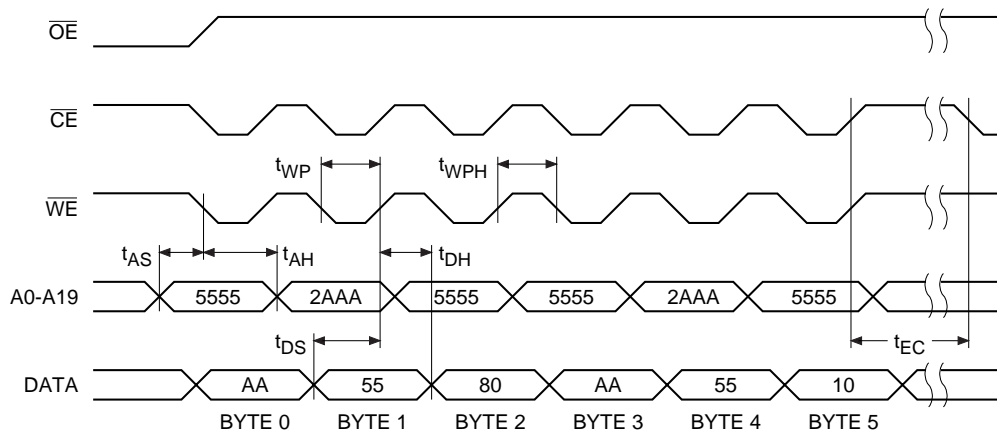 OE
CE
tWP
tWPH
WE
tAS
tAH
tDH
A0-A19
5555
2AAA
5555
5555
2AAA
5555
tDS
tEC
DATA
AA
55
80
AA
55
10
BYTE 0
BYTE 1
BYTE 2
BYTE 3
BYTE 4
BYTE 5